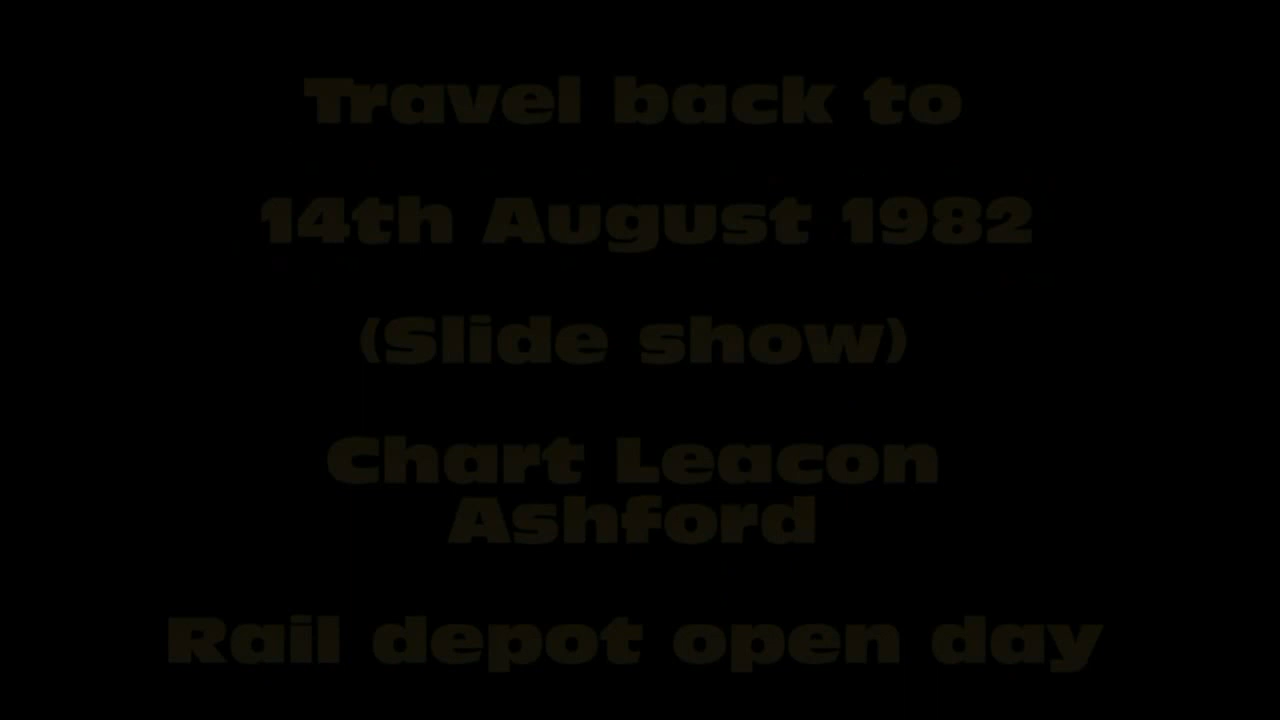 Travel back to
14th August 1982
(Slide show)
Chart Leacon
Ashford
Rail depot open day